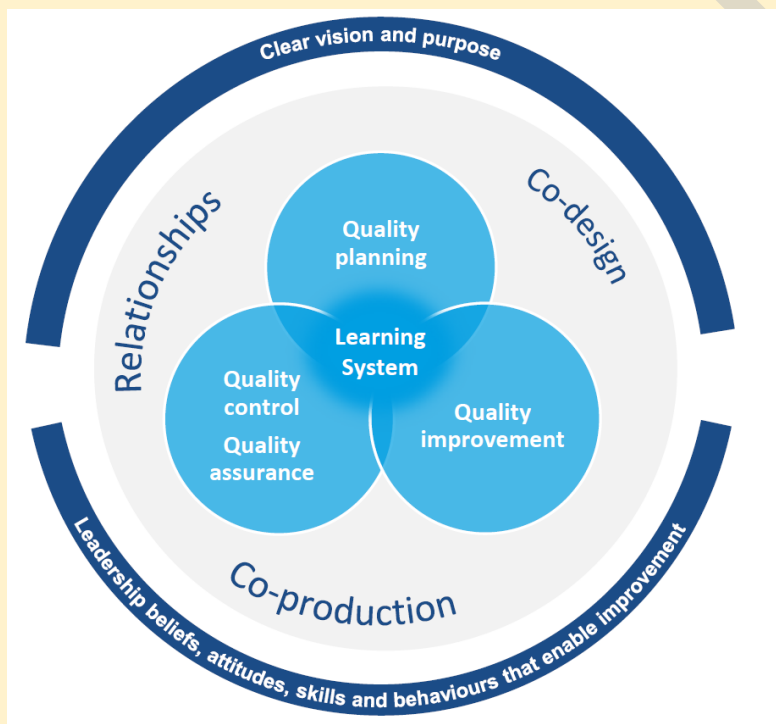 Clear vision and purpose
Relationships
Co-design
Quality
planning
Learning
System
Quality
control
Quality
assurance
Quality
improvement
Co-production
Leadership beliefs, attitudes, skills and behaviours that enable improvement